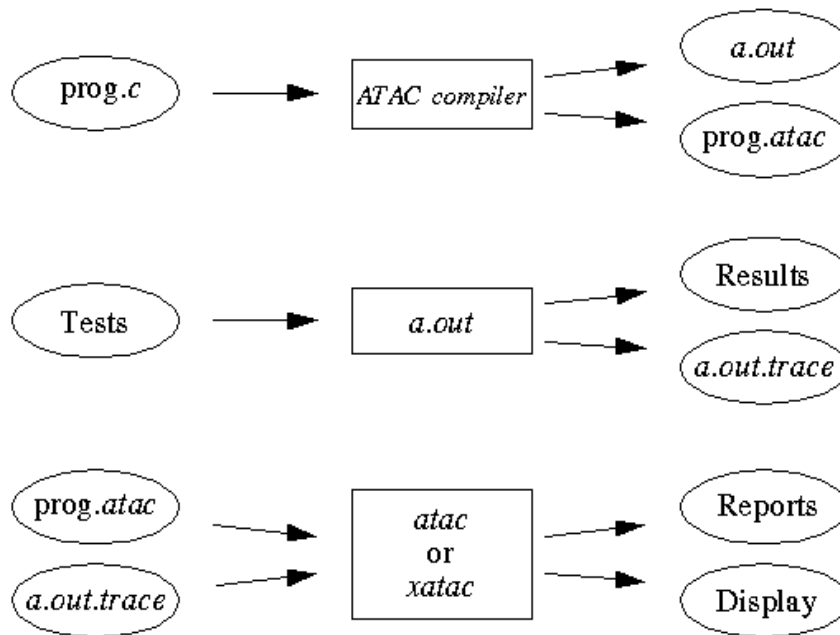 prog.c
ATAC compiler
a.out
prog.atac
Tests
a.out
Results
a.out.trace
prog.atac
a.out.trace
atac
or
xatac
Reports
Display